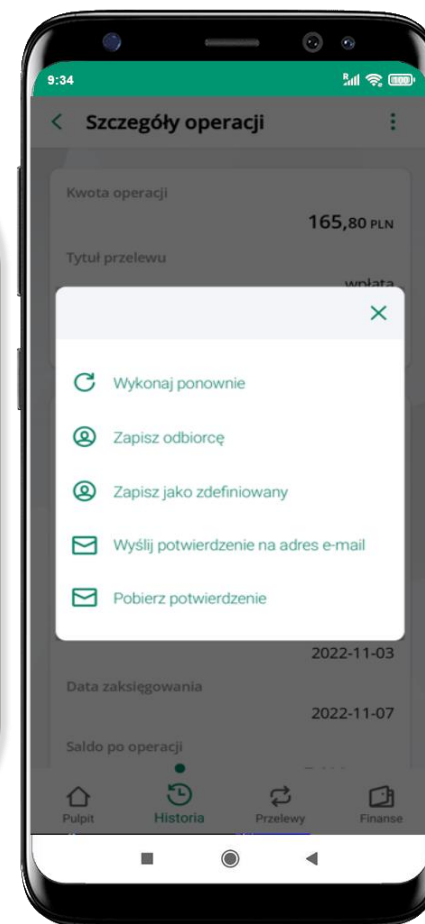 9:34
Szczegóły operacji
Kwota operacji
165,80 PLN
Tytuł przelewu
wpłata
Wykonaj ponownie
Zapisz odbiorcę
Zapisz jako zdefiniowany
Wyślij potwierdzenie na adres e-mail
Pobierz potwierdzenie
2022-11-03
Data zaksięgowania
2022-11-07
Saldo po operacji
Pulpit
Historia
Przelewy
Finanse